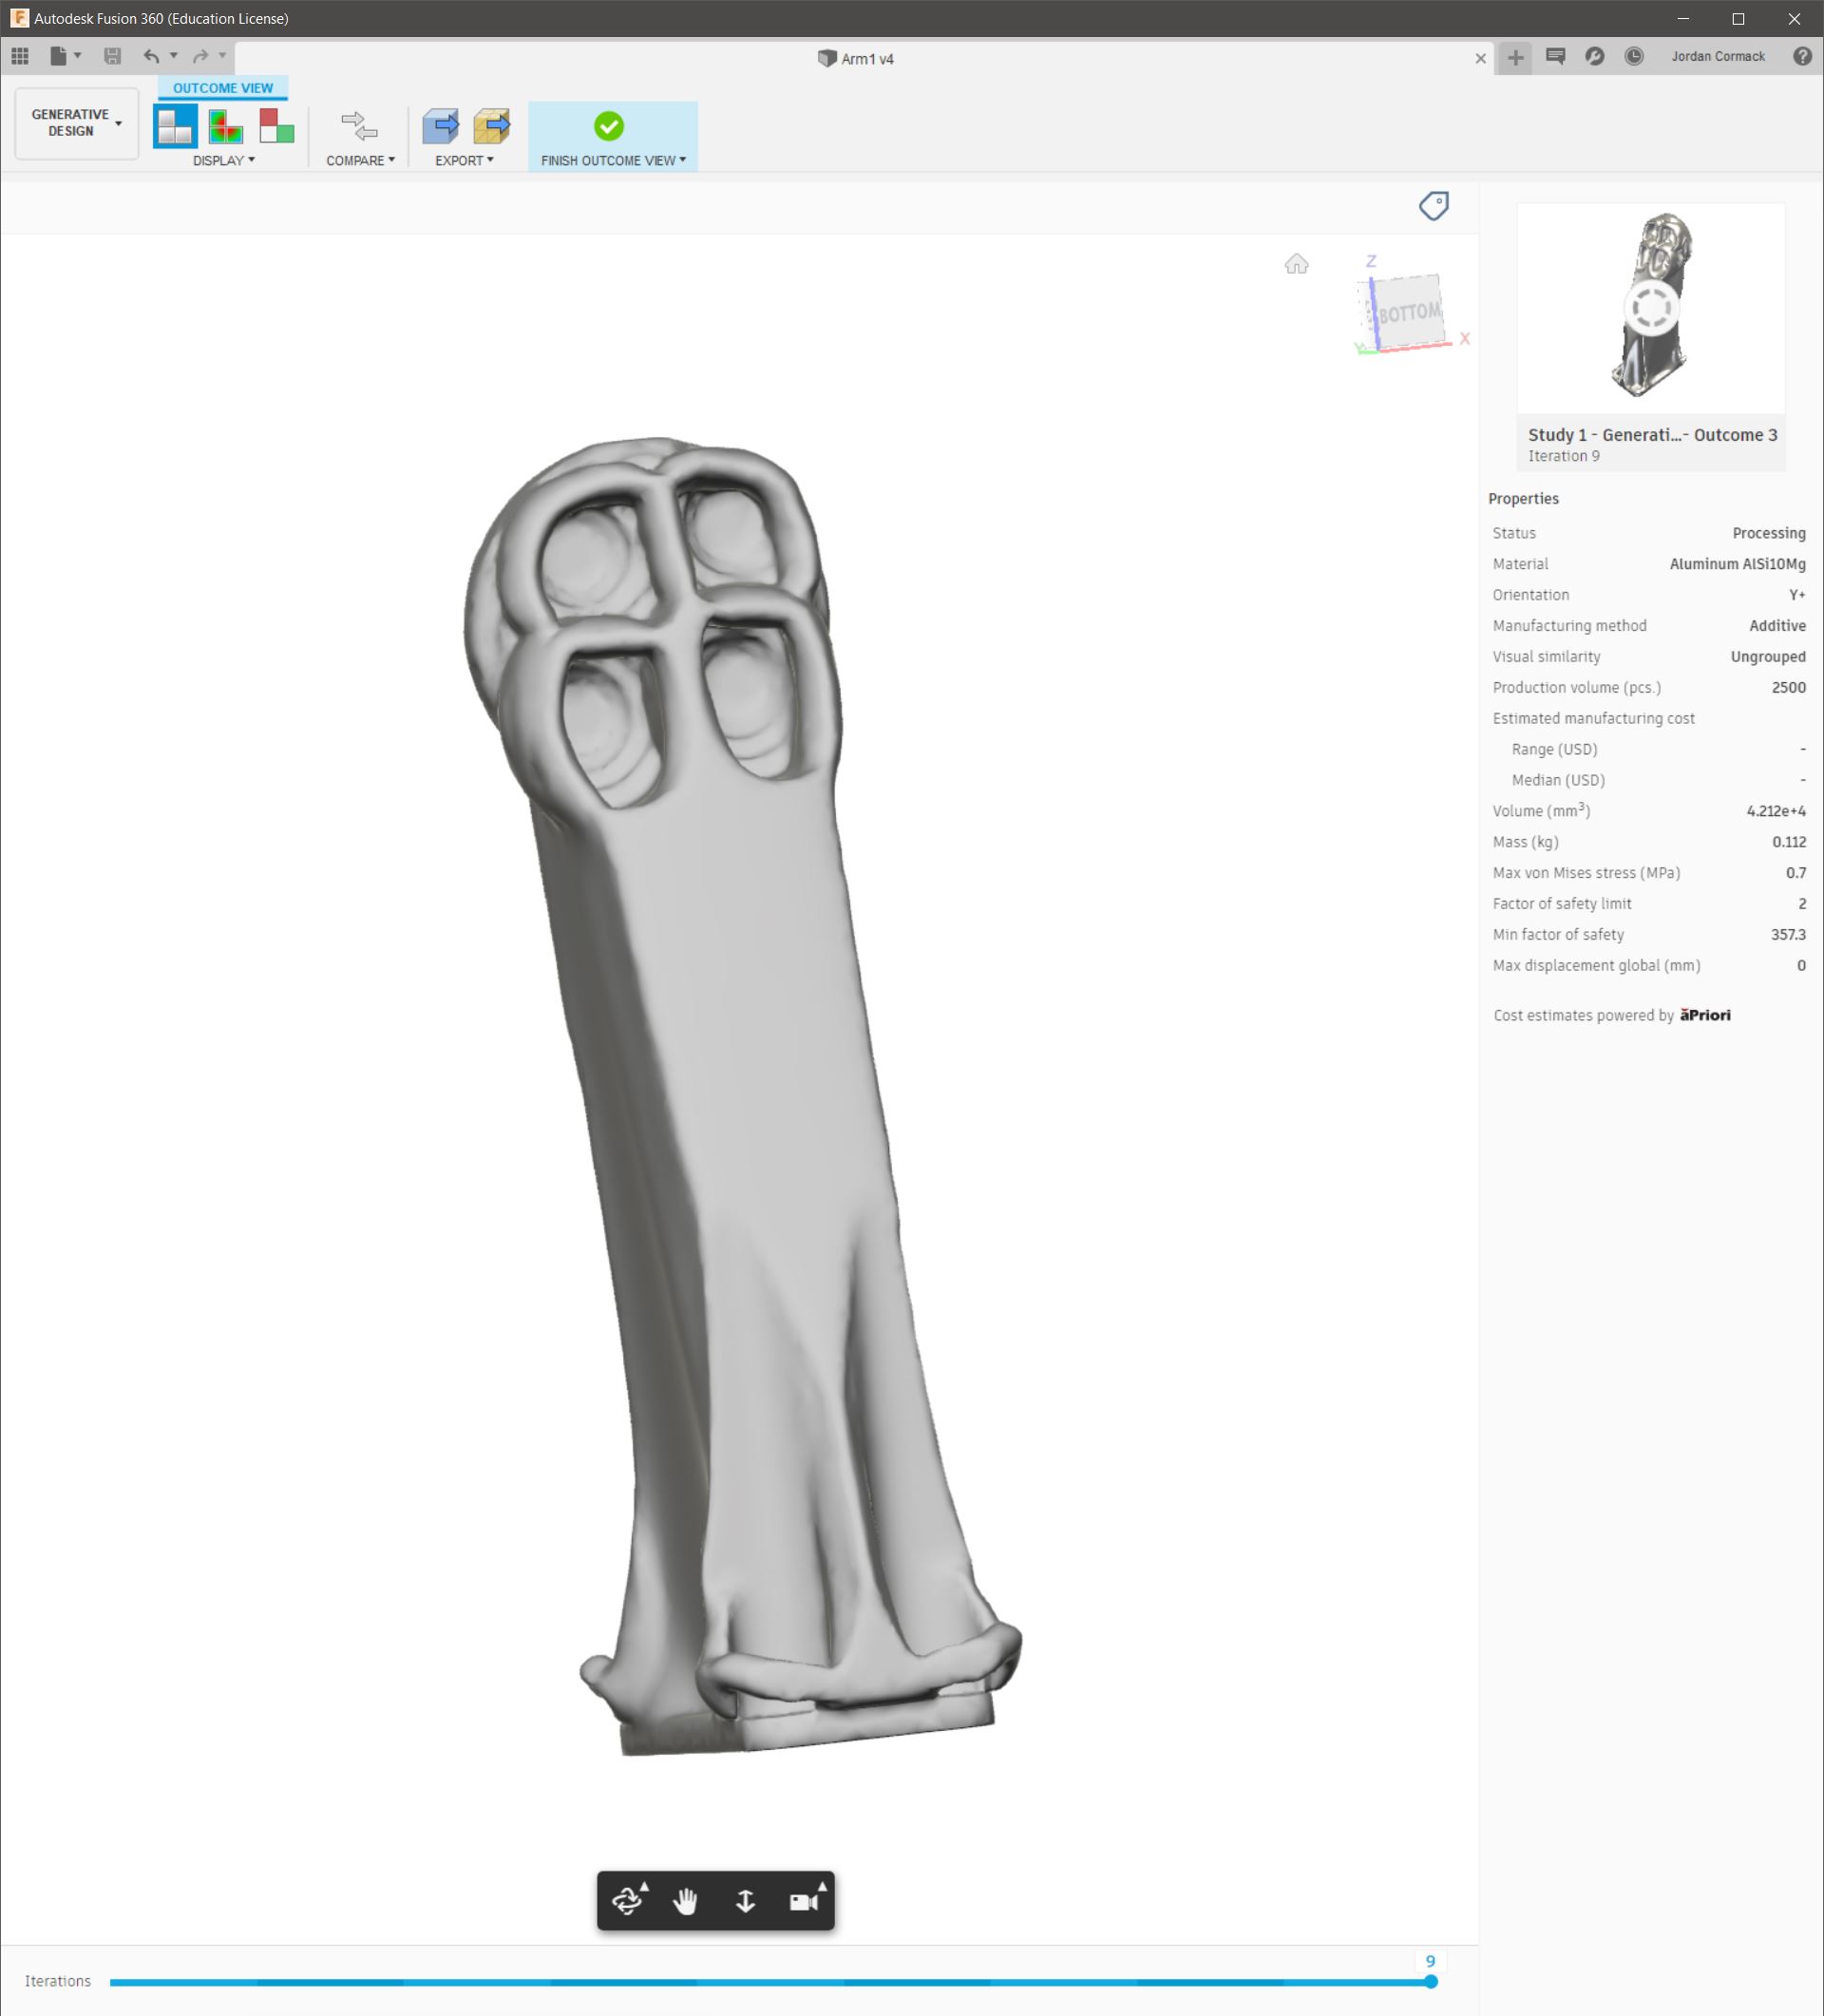 Autodesk Fusion 360 (Education License)
Arm1 v4
Jordan Cormack
OUTCOME VIEW
GENERATIVE
DESIGN
DISPLAY
COMPARE
EXPORT
FINISH OUTCOME VIEW
Z
BOTTOM
X
Y
Study 1 - Generati...- Outcome 3
Iteration 9
Properties
Status Processing
Material Aluminum AlSi10Mg
Orientation Y+
Manufacturing method Additive
Visual similarity Ungrouped
Production volume (pcs.) 2500
Estimated manufacturing cost
Range (USD) -
Median (USD) -
Volume (mm³) 4.212e+4
Mass (kg) 0.112
Max von Mises stress (MPa) 0.7
Factor of safety limit 2
Min factor of safety 357.3
Max displacement global (mm) 0
Cost estimates powered by aPriori
9
Iterations